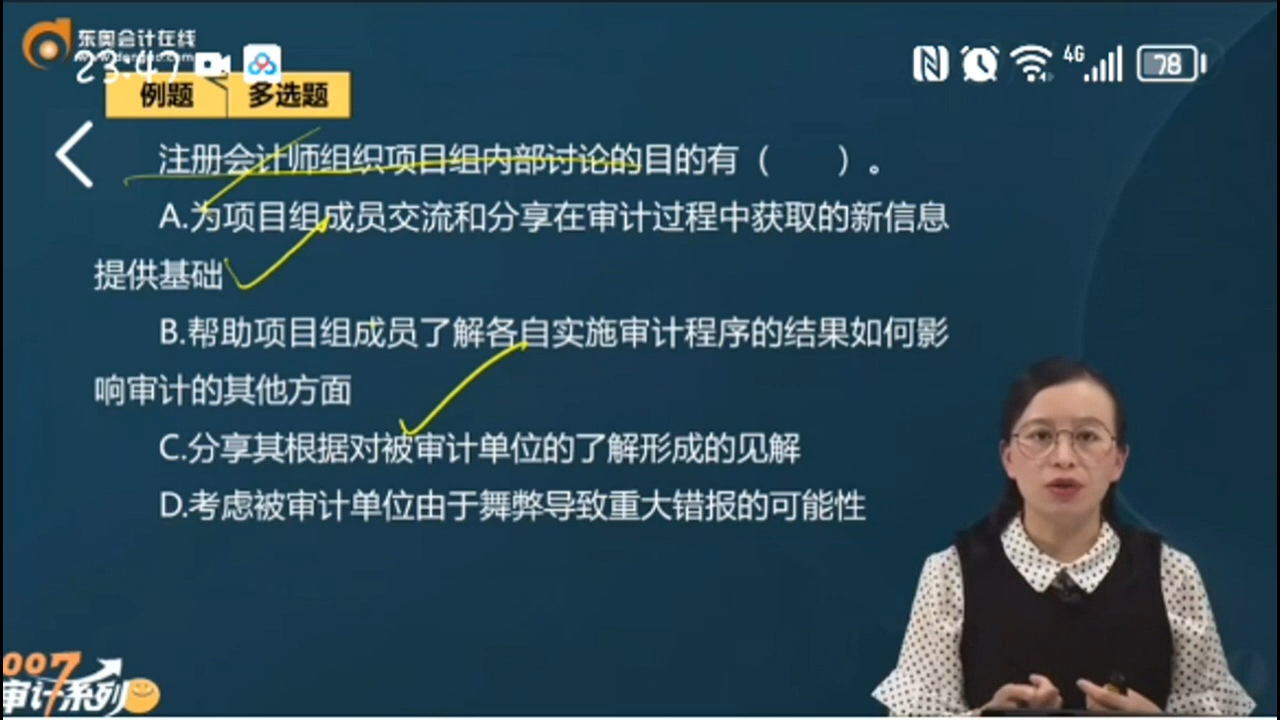 东奥会计在线
23:47
4G
78
例题 多选题
注册会计师组织项目组内部讨论的目的有（ ）。
A.为项目组成员交流和分享在审计过程中获取的新信息
提供基础
B.帮助项目组成员了解各自实施审计程序的结果如何影
响审计的其他方面
C.分享其根据对被审计单位的了解形成的见解
D.考虑被审计单位由于舞弊导致重大错报的可能性
007
审计系列